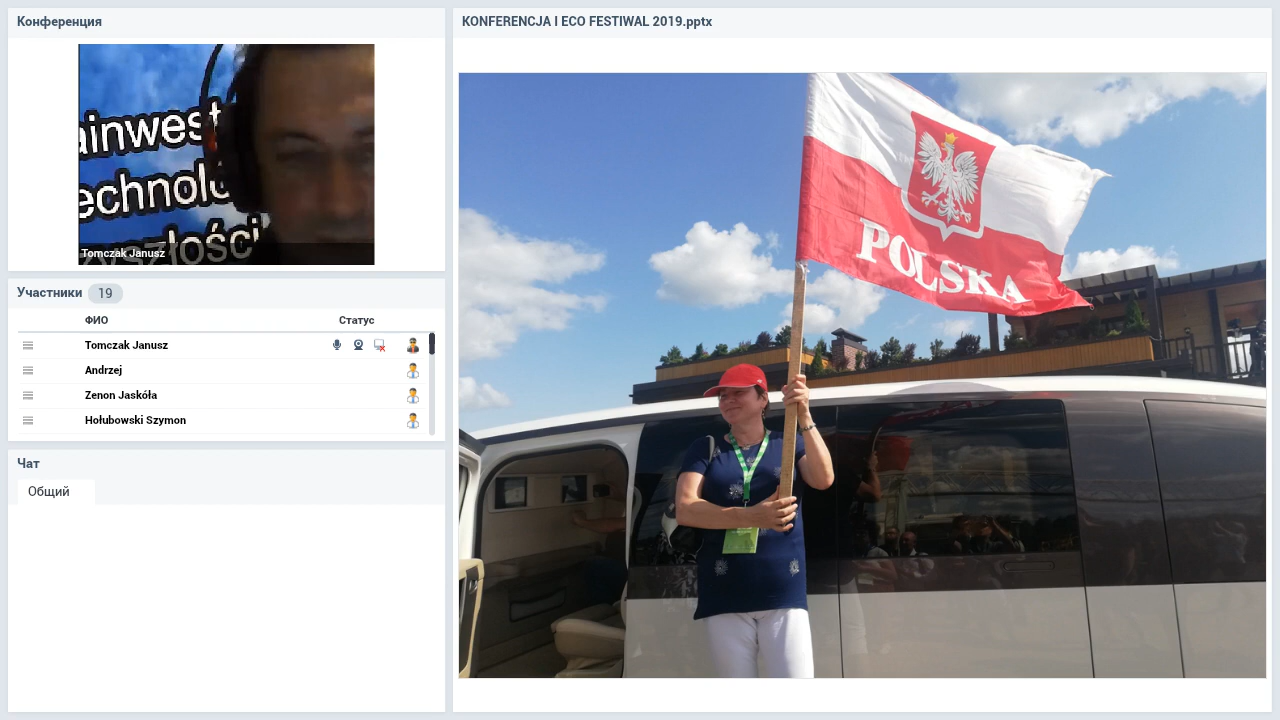 Конференция
ainwest
echnolo
yszłości
Tomczak Janusz
Участники 19
ФИО Статус
Tomczak Janusz
Andrzej
Zenon Jaskóła
Hołubowski Szymon
Чат
Общий
KONFERENCJA I ECO FESTIWAL 2019.pptx
POLSKA